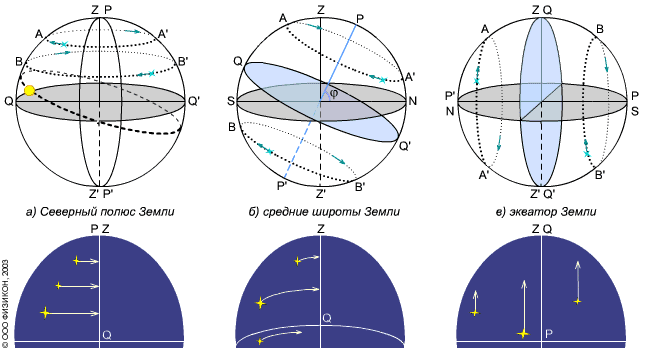 Z P
A A'
B B'
Q Q'
Z' P'
а) Северный полюс Земли
Z
P
A
Q
A'
φ
S N
B
Q'
B'
P'
Z'
б) средние широты Земли
Z Q
A B
P' P
N S
A' B'
Z' Q'
в) экватор Земли
P Z
Q
Z
Q
Z Q
P
© ООО ФИЗИКОН, 2003